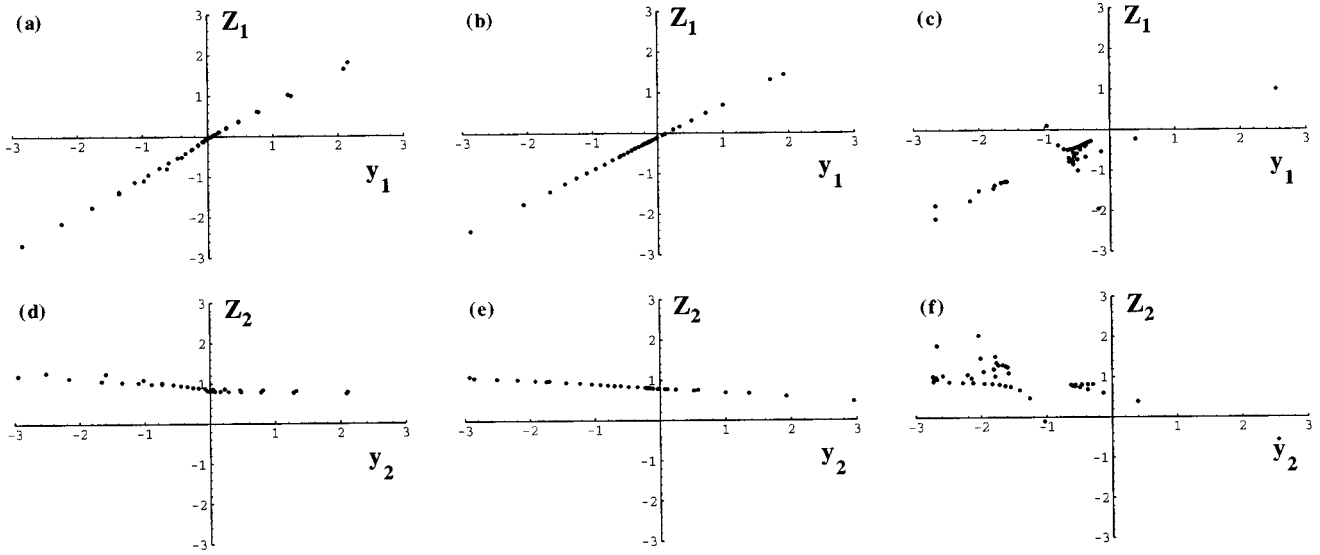 (a) Z1 (b) Z1 (c) Z1
3 3 3
2 2 2
1 1 1
-3 -2 -1 1 2 3 -3 -2 -1 1 2 3 -3 -2 -1 1 2 3
y1 y1 y1
-1 -1 -1
-2 -2 -2
-3 -3 -3
(d) Z2 (e) Z2 (f) Z2
3 3 3
2 2 2
1 1 1
-3 -2 -1 1 2 3 -3 -2 -1 1 2 3 -3 -2 -1 1 2 3
y2 y2 y2
-1 -1 -1
-2 -2 -2
-3 -3 -3